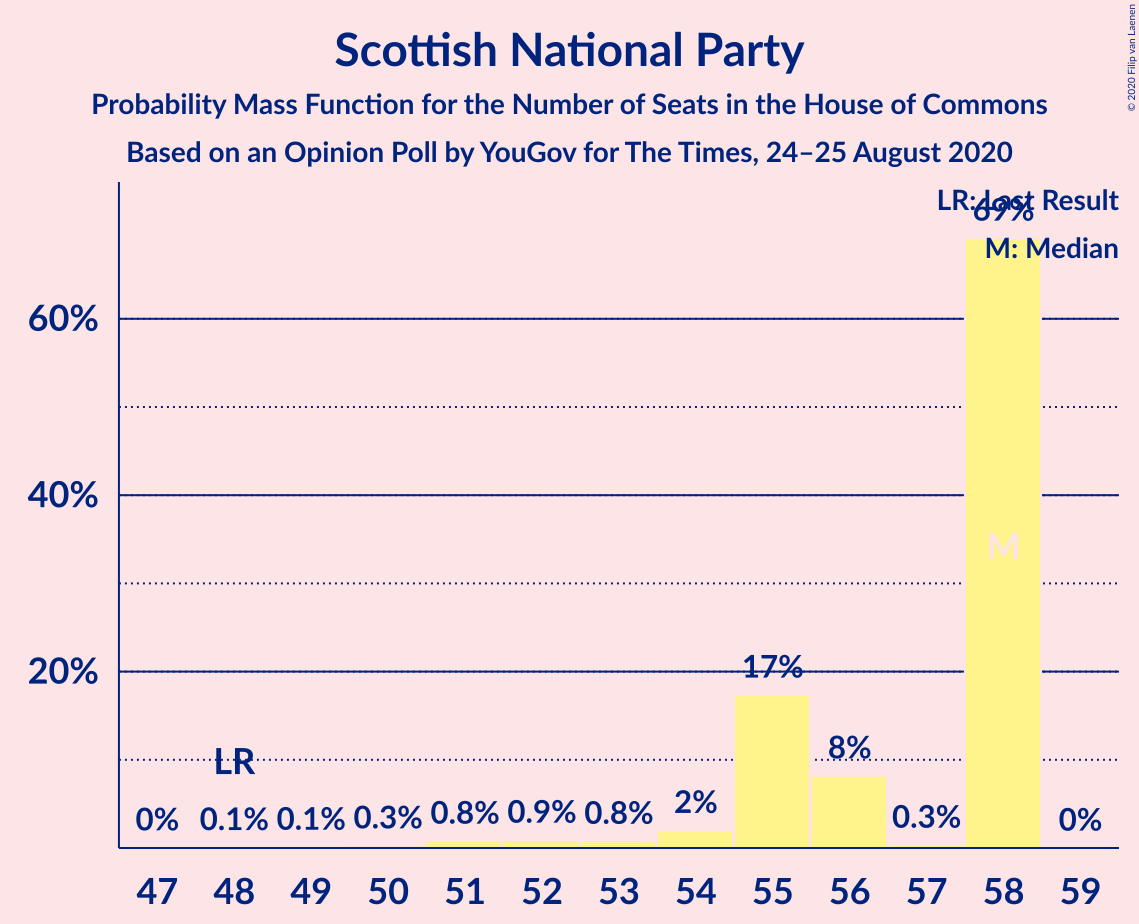 Scottish National Party
Probability Mass Function for the Number of Seats in the House of Commons
Based on an Opinion Poll by YouGov for The Times, 24–25 August 2020
© 2020 Filip van Laenen
LR: Last Result
69%
M: Median
60%
40%
M
20%
17%
LR
8%
0% 0.1% 0.1% 0.3% 0.8% 0.9% 0.8% 2% 0.3% 0%
47 48 49 50 51 52 53 54 55 56 57 58 59